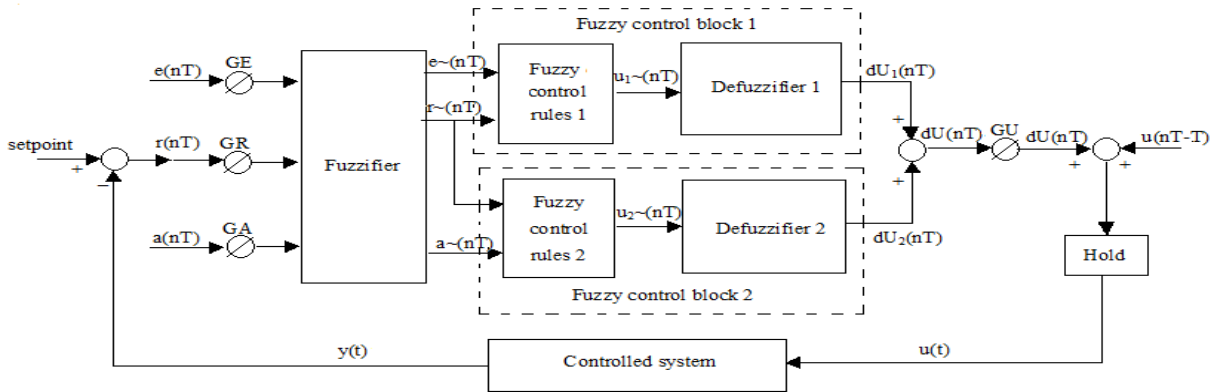 Fuzzy control block 1
e(nT)
GE
e~(nT)
Fuzzy
control
rules 1
u₁~(nT)
Defuzzifier 1
dU₁(nT)
+
r~(nT)
setpoint
+
−
r(nT)
GR
Fuzzifier
dU(nT)
GU
dU(nT)
+
+
u(nT-T)
+
a(nT)
GA
a~(nT)
Fuzzy
control
rules 2
u₂~(nT)
Defuzzifier 2
dU₂(nT)
Hold
Fuzzy control block 2
y(t)
Controlled system
u(t)